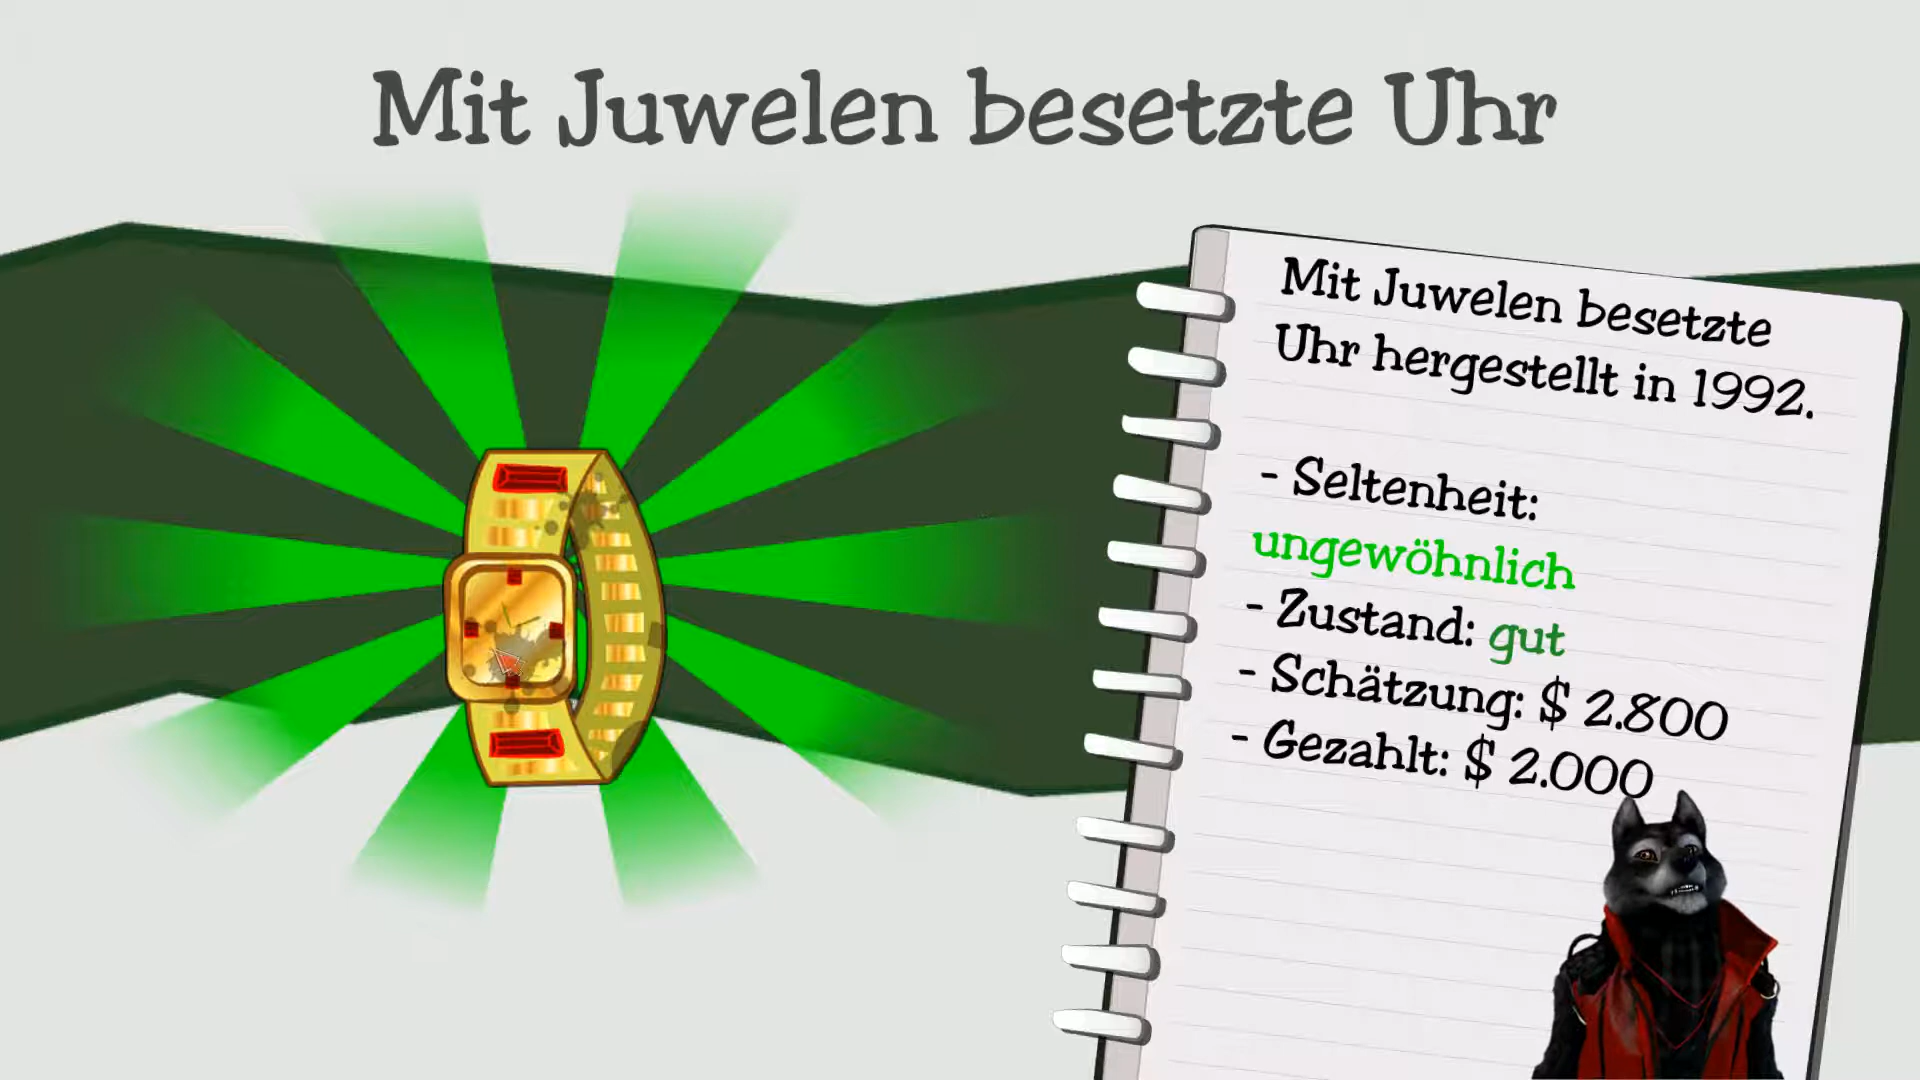 Mit Juwelen besetzte Uhr
Mit Juwelen besetzte
Uhr hergestellt in 1992.
- Seltenheit:
ungewöhnlich
- Zustand: gut
- Schätzung: $ 2.800
- Gezahlt: $ 2.000